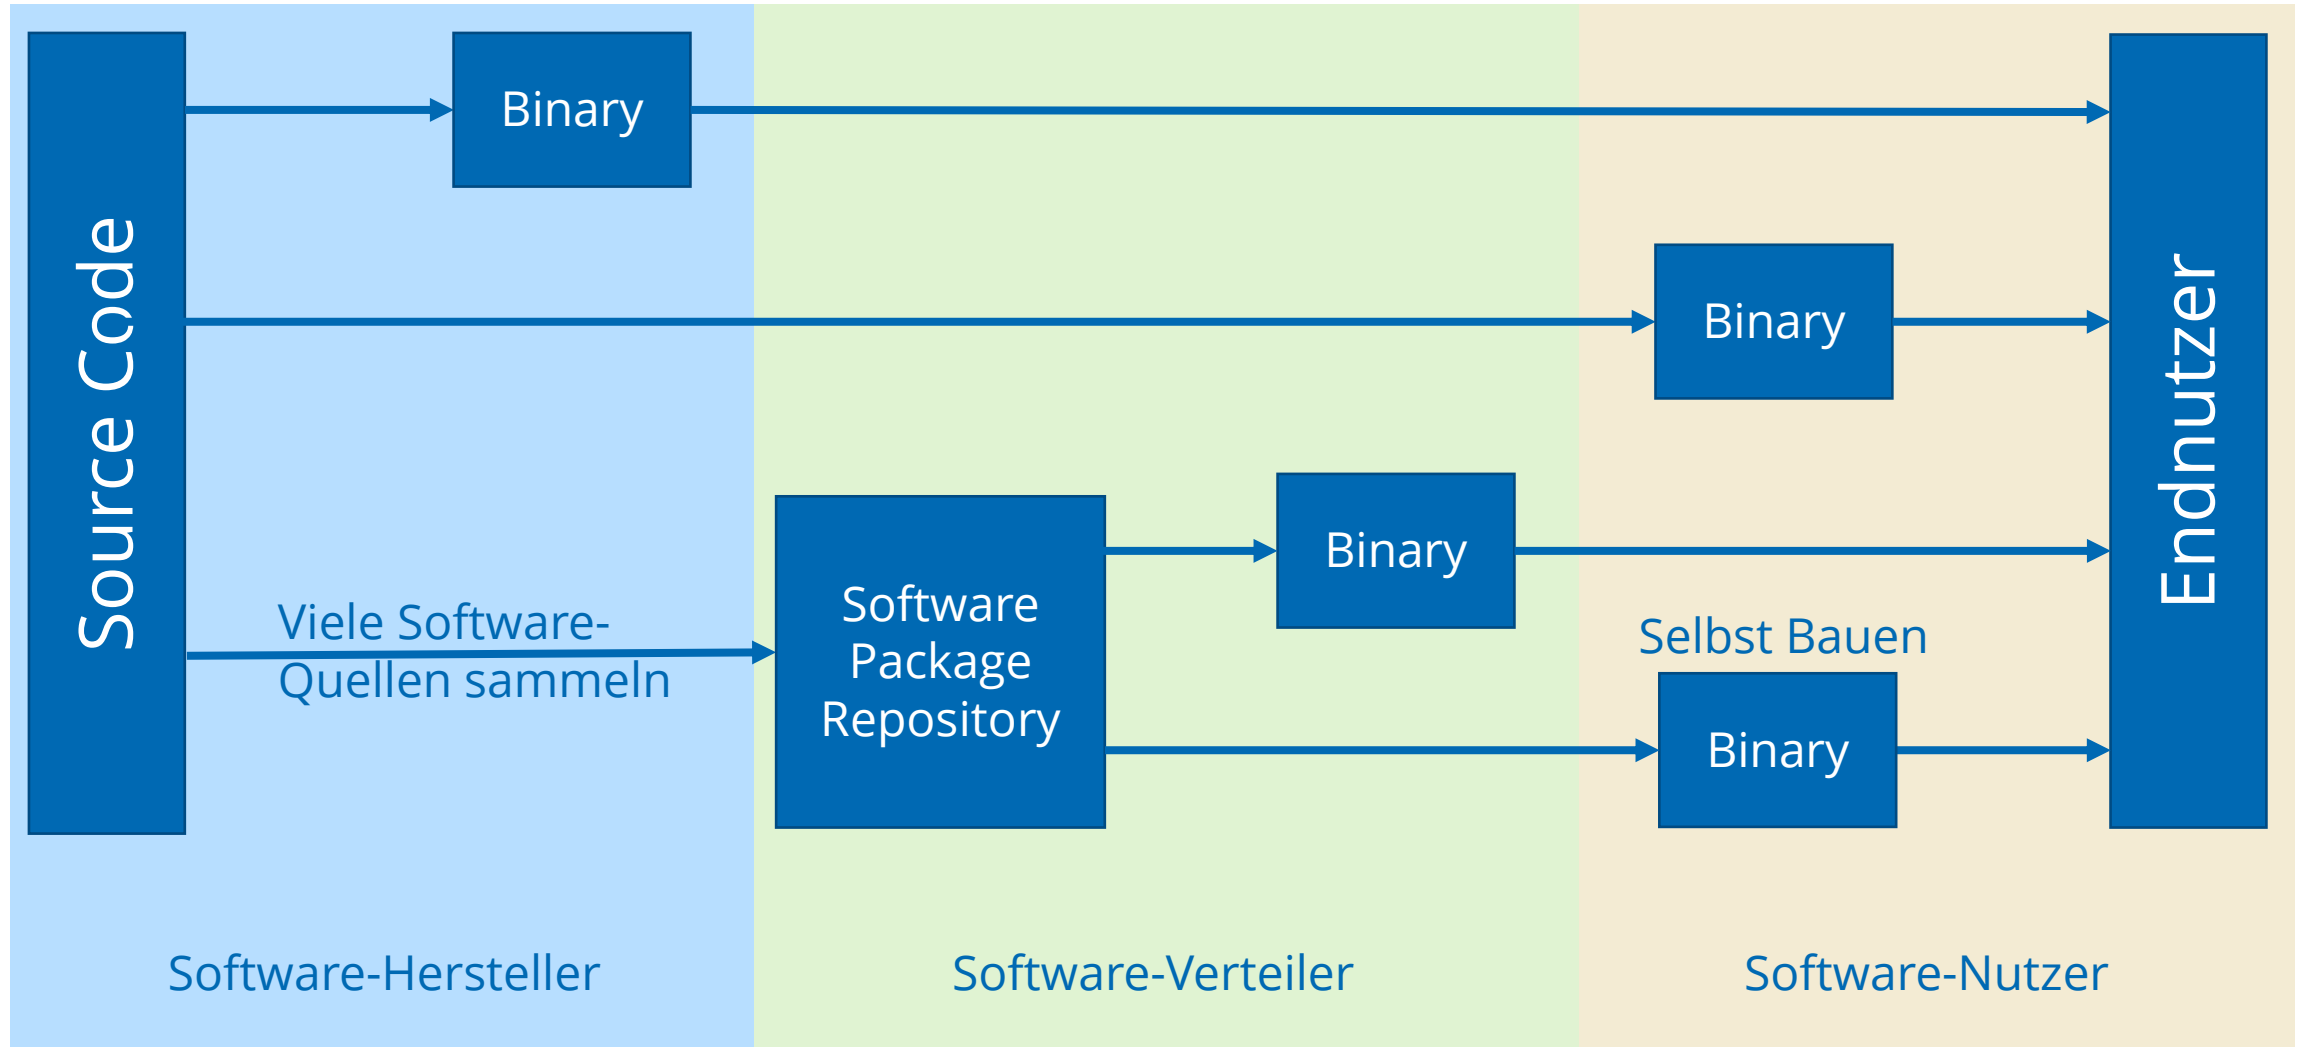 Source Code
Binary
Binary
Viele Software-
Quellen sammeln
Software
Package
Repository
Binary
Selbst Bauen
Binary
Endnutzer
Software-Hersteller
Software-Verteiler
Software-Nutzer